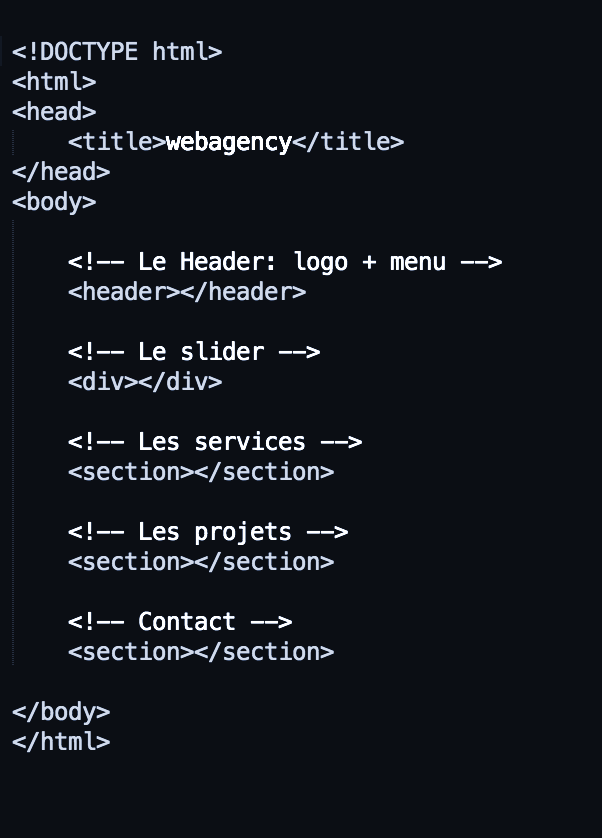 <!DOCTYPE html>
<html>
<head>
    <title>webagency</title>
</head>
<body>

    <!-- Le Header: logo + menu -->
    <header></header>

    <!-- Le slider -->
    <div></div>

    <!-- Les services -->
    <section></section>

    <!-- Les projets -->
    <section></section>

    <!-- Contact -->
    <section></section>

</body>
</html>